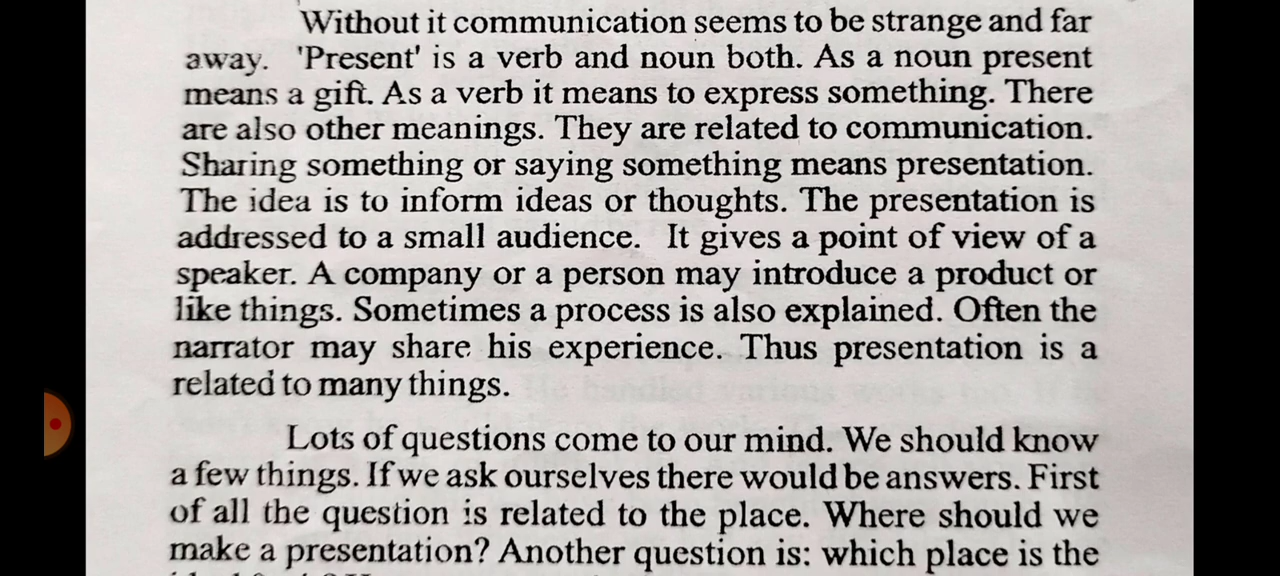 Without it communication seems to be strange and far
away. 'Present' is a verb and noun both. As a noun present
means a gift. As a verb it means to express something. There
are also other meanings. They are related to communication.
Sharing something or saying something means presentation.
The idea is to inform ideas or thoughts. The presentation is
addressed to a small audience. It gives a point of view of a
speaker. A company or a person may introduce a product or
like things. Sometimes a process is also explained. Often the
narrator may share his experience. Thus presentation is a
related to many things.
Lots of questions come to our mind. We should know
a few things. If we ask ourselves there would be answers. First
of all the question is related to the place. Where should we
make a presentation? Another question is: which place is the